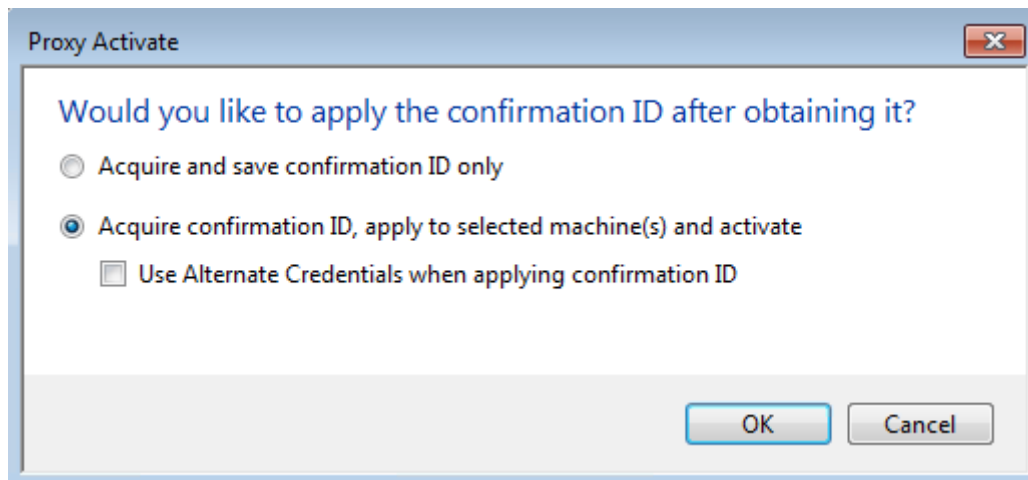 Proxy Activate
Would you like to apply the confirmation ID after obtaining it?
Acquire and save confirmation ID only
Acquire confirmation ID, apply to selected machine(s) and activate
Use Alternate Credentials when applying confirmation ID
OK Cancel